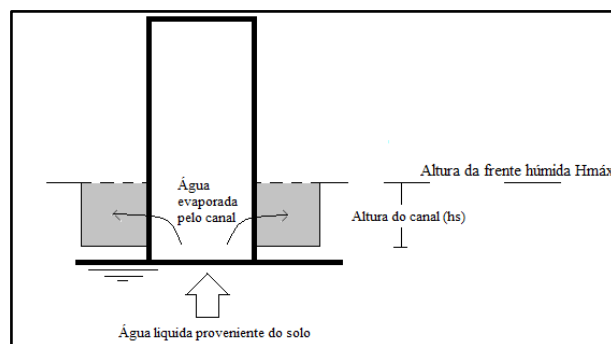 Altura da frente húmida Hmáx
Água
evaporada
pelo canal
Altura do canal (hs)
Água líquida proveniente do solo